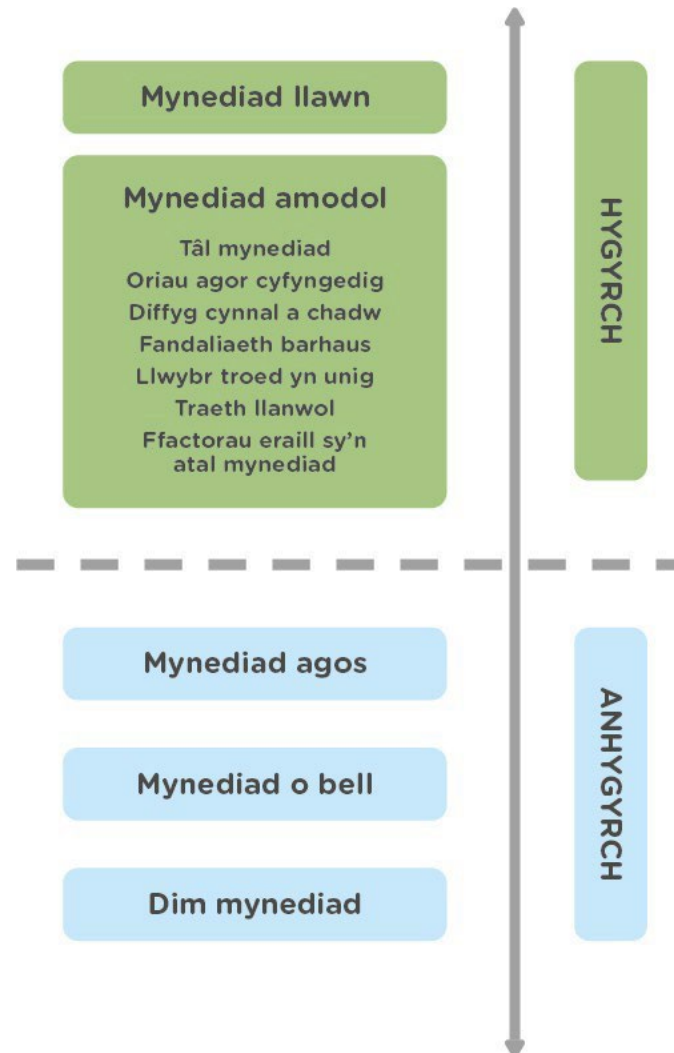 Mynediad llawn
Mynediad amodol
Tâl mynediad
Oriau agor cyfyngedig
Diffyg cynnal a chadw
Fandaliaeth barhaus
Llwybr troed yn unig
Traeth llanwol
Ffactorau eraill sy’n
atal mynediad
HYGYRCH
Mynediad agos
Mynediad o bell
Dim mynediad
ANHYGYRCH